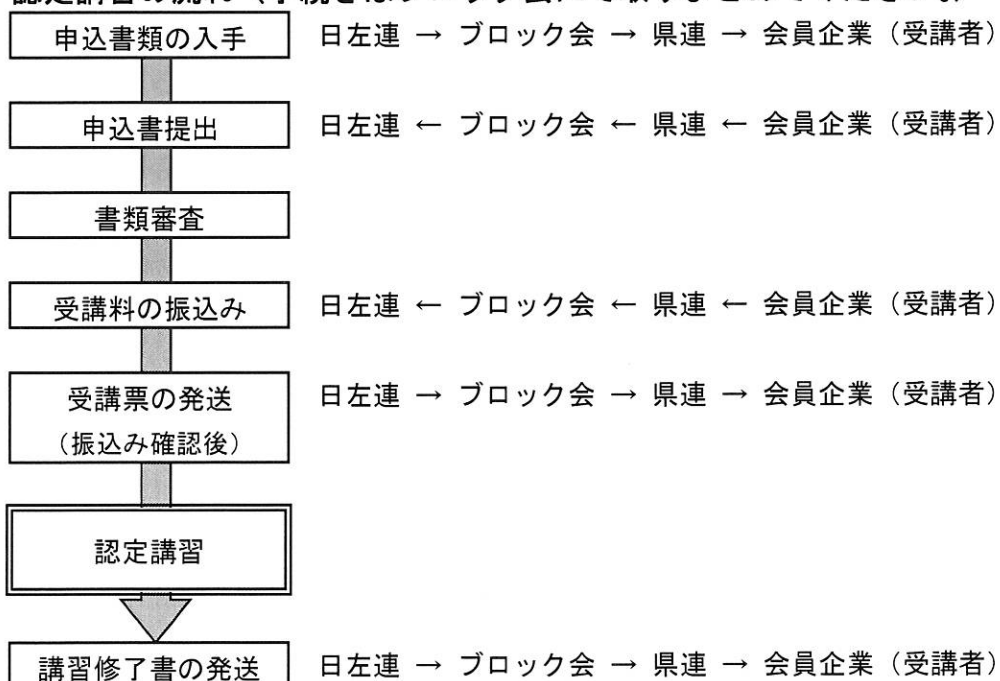 申込書類の入手 日左連 → ブロック会 → 県連 → 会員企業（受講者）
申込書提出 日左連 ← ブロック会 ← 県連 ← 会員企業（受講者）
書類審査
受講料の振込み 日左連 ← ブロック会 ← 県連 ← 会員企業（受講者）
受講票の発送 日左連 → ブロック会 → 県連 → 会員企業（受講者）
（振込み確認後）
認定講習
講習修了書の発送 日左連 → ブロック会 → 県連 → 会員企業（受講者）